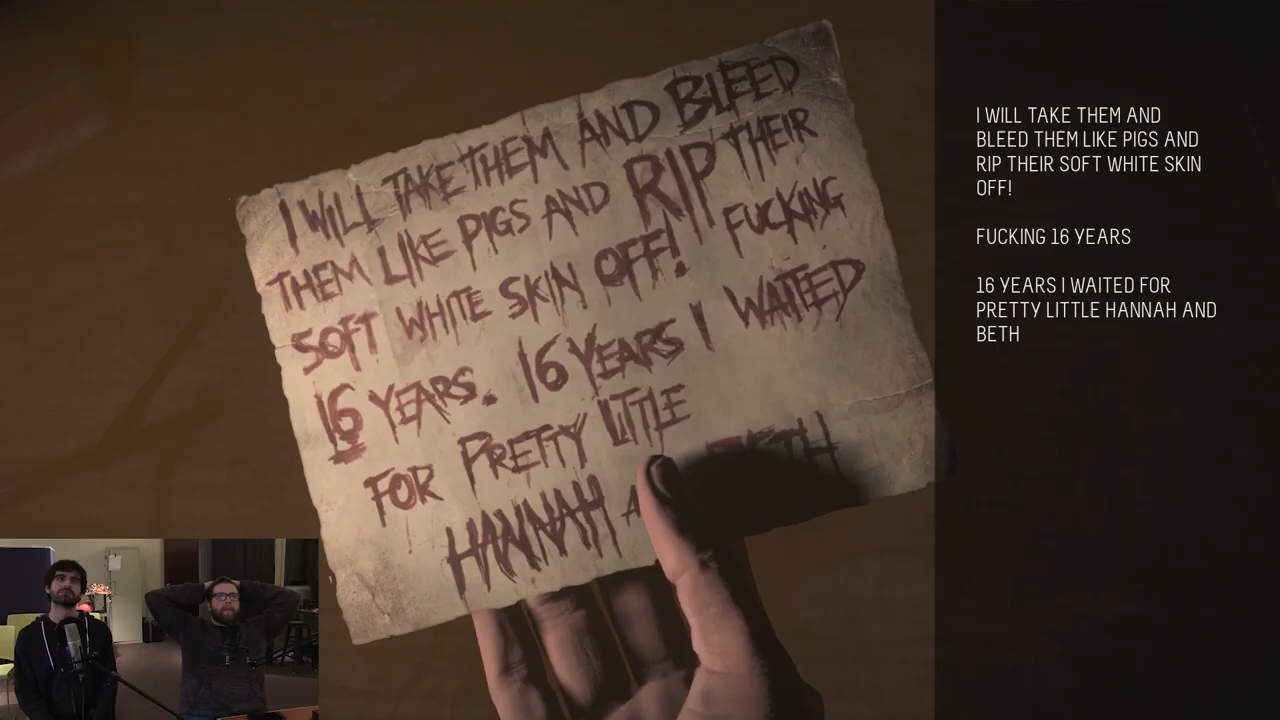 I WILL TAKE THEM AND BLEED
THEM LIKE PIGS AND RIP THEIR
SOFT WHITE SKIN OFF! FUCKING
16 YEARS. 16 YEARS I WAITED
FOR PRETTY LITTLE
HANNAH A BETH
I WILL TAKE THEM AND
BLEED THEM LIKE PIGS AND
RIP THEIR SOFT WHITE SKIN
OFF!
FUCKING 16 YEARS
16 YEARS I WAITED FOR
PRETTY LITTLE HANNAH AND
BETH